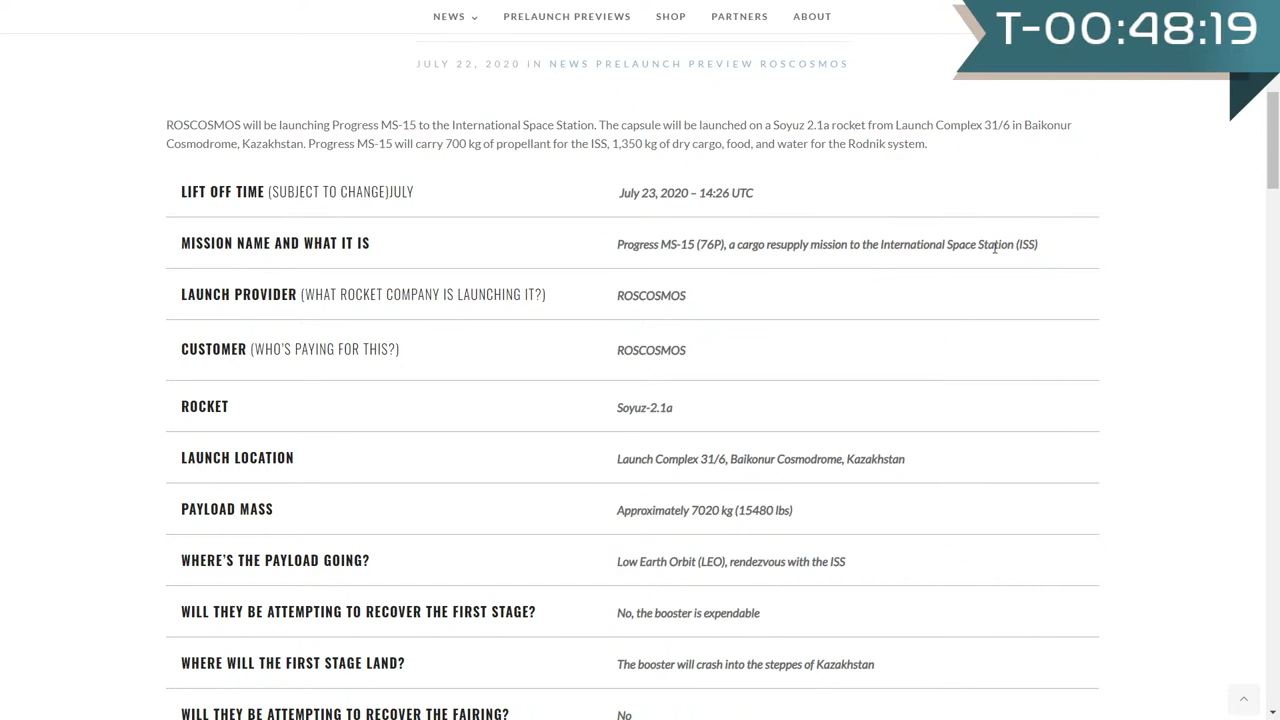 NEWS PRELAUNCH PREVIEWS SHOP PARTNERS ABOUT
T-00:48:19
JULY 22, 2020 IN NEWS PRELAUNCH PREVIEW ROSCOSMOS
ROSCOSMOS will be launching Progress MS-15 to the International Space Station. The capsule will be launched on a Soyuz 2.1a rocket from Launch Complex 31/6 in Baikonur
Cosmodrome, Kazakhstan. Progress MS-15 will carry 700 kg of propellant for the ISS, 1,350 kg of dry cargo, food, and water for the Rodnik system.
LIFT OFF TIME (SUBJECT TO CHANGE)JULY July 23, 2020 – 14:26 UTC
MISSION NAME AND WHAT IT IS Progress MS-15 (76P), a cargo resupply mission to the International Space Station (ISS)
LAUNCH PROVIDER (WHAT ROCKET COMPANY IS LAUNCHING IT?) ROSCOSMOS
CUSTOMER (WHO'S PAYING FOR THIS?) ROSCOSMOS
ROCKET Soyuz-2.1a
LAUNCH LOCATION Launch Complex 31/6, Baikonur Cosmodrome, Kazakhstan
PAYLOAD MASS Approximately 7020 kg (15480 lbs)
WHERE'S THE PAYLOAD GOING? Low Earth Orbit (LEO), rendezvous with the ISS
WILL THEY BE ATTEMPTING TO RECOVER THE FIRST STAGE? No, the booster is expendable
WHERE WILL THE FIRST STAGE LAND? The booster will crash into the steppes of Kazakhstan
WILL THEY BE ATTEMPTING TO RECOVER THE FAIRING? No